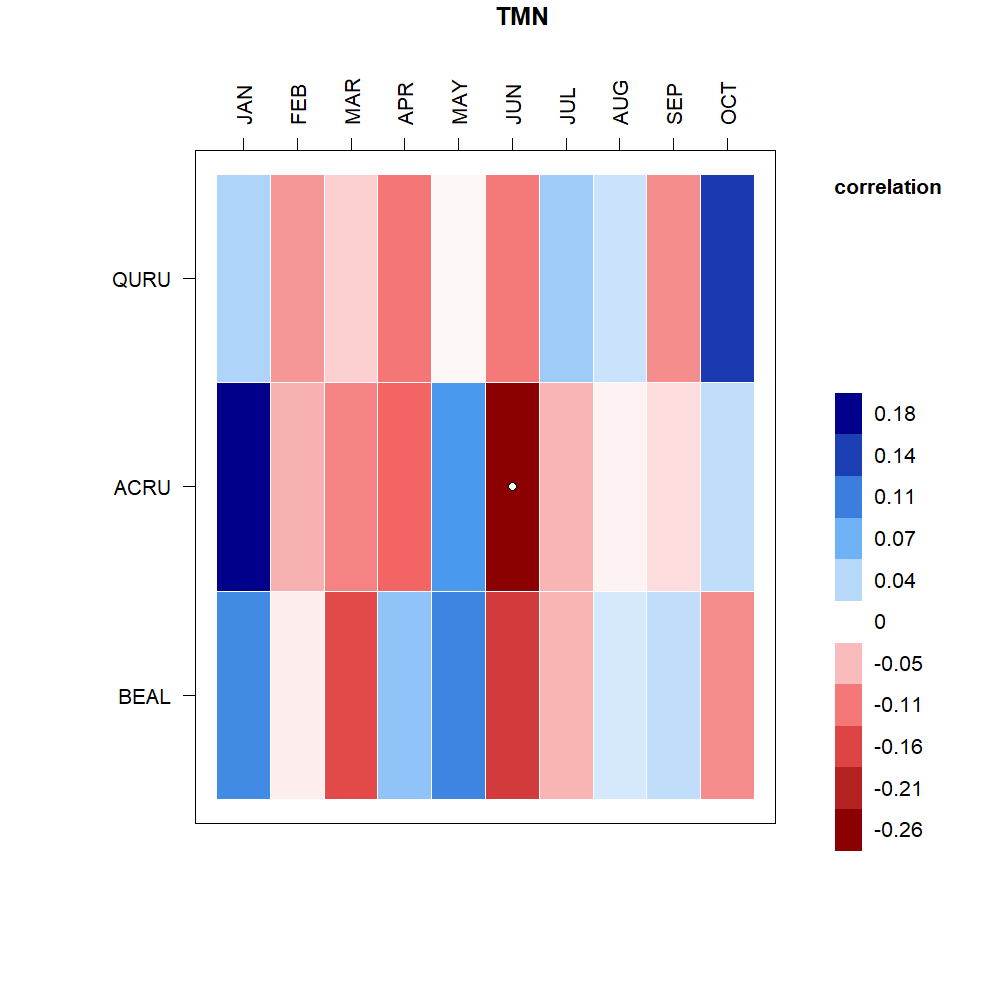 TMN
JAN FEB MAR APR MAY JUN JUL AUG SEP OCT
correlation
QURU
ACRU
BEAL
0.18
0.14
0.11
0.07
0.04
0
-0.05
-0.11
-0.16
-0.21
-0.26